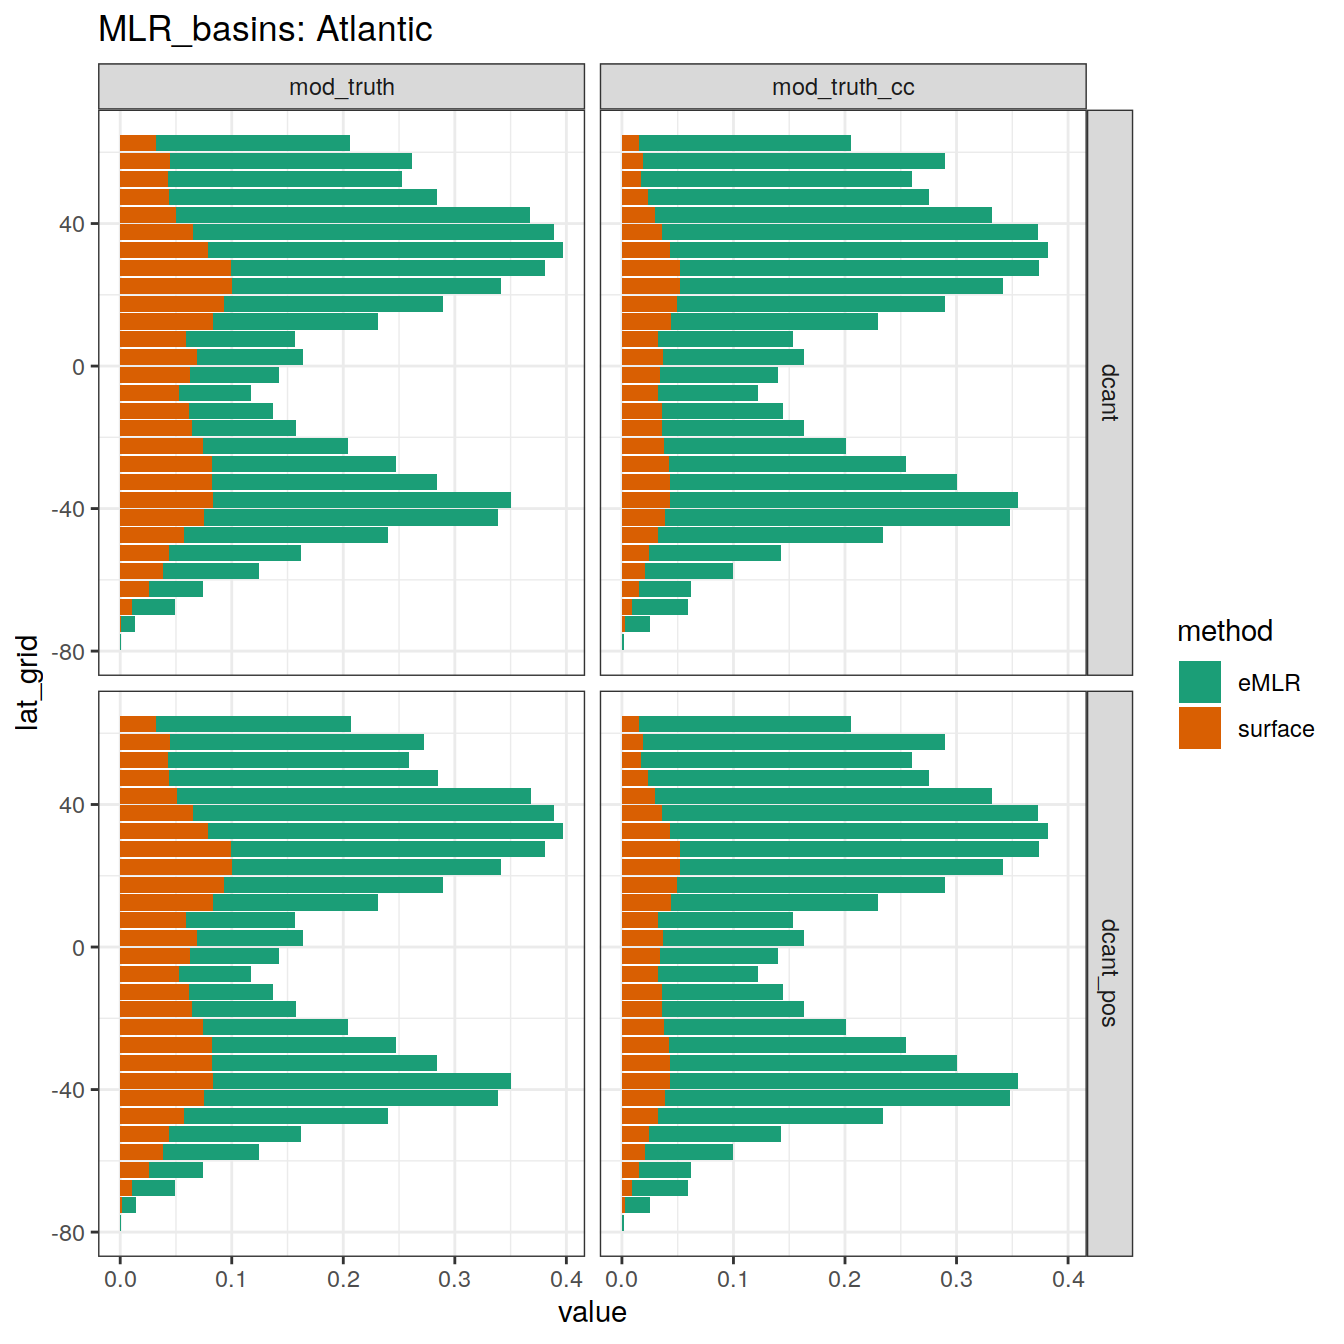 MLR_basins: Atlantic
mod_truth
mod_truth_cc
40
0
-40
-80
dcant
40
0
-40
-80
dcant_pos
lat_grid
0.0 0.1 0.2 0.3 0.4
0.0 0.1 0.2 0.3 0.4
value
method
eMLR
surface